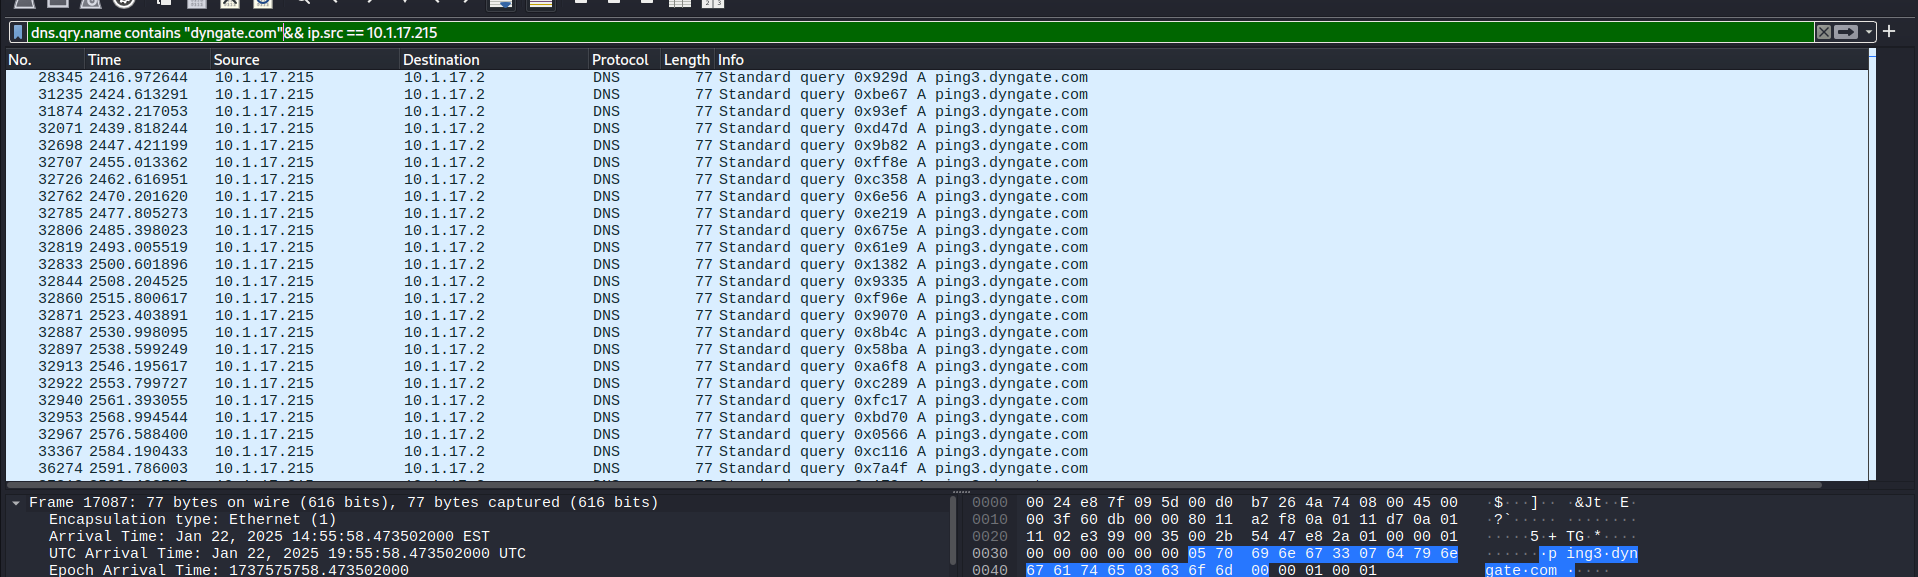 dns.qry.name contains "dyngate.com"&& ip.src == 10.1.17.215
No. Time Source Destination Protocol Length Info
28345 2416.972644 10.1.17.215 10.1.17.2 DNS 77 Standard query 0x929d A ping3.dyngate.com
31235 2424.613291 10.1.17.215 10.1.17.2 DNS 77 Standard query 0xbe67 A ping3.dyngate.com
31874 2432.217053 10.1.17.215 10.1.17.2 DNS 77 Standard query 0x93ef A ping3.dyngate.com
32071 2439.818244 10.1.17.215 10.1.17.2 DNS 77 Standard query 0xd47d A ping3.dyngate.com
32698 2447.421199 10.1.17.215 10.1.17.2 DNS 77 Standard query 0x9b82 A ping3.dyngate.com
32707 2455.013362 10.1.17.215 10.1.17.2 DNS 77 Standard query 0xff8e A ping3.dyngate.com
32726 2462.616951 10.1.17.215 10.1.17.2 DNS 77 Standard query 0xc358 A ping3.dyngate.com
32762 2470.201620 10.1.17.215 10.1.17.2 DNS 77 Standard query 0x6e56 A ping3.dyngate.com
32785 2477.805273 10.1.17.215 10.1.17.2 DNS 77 Standard query 0xe219 A ping3.dyngate.com
32806 2485.398023 10.1.17.215 10.1.17.2 DNS 77 Standard query 0x675e A ping3.dyngate.com
32819 2493.005519 10.1.17.215 10.1.17.2 DNS 77 Standard query 0x61e9 A ping3.dyngate.com
32833 2500.601896 10.1.17.215 10.1.17.2 DNS 77 Standard query 0x1382 A ping3.dyngate.com
32844 2508.204525 10.1.17.215 10.1.17.2 DNS 77 Standard query 0x9335 A ping3.dyngate.com
32860 2515.800617 10.1.17.215 10.1.17.2 DNS 77 Standard query 0xf96e A ping3.dyngate.com
32871 2523.403891 10.1.17.215 10.1.17.2 DNS 77 Standard query 0x9070 A ping3.dyngate.com
32887 2530.998095 10.1.17.215 10.1.17.2 DNS 77 Standard query 0x8b4c A ping3.dyngate.com
32897 2538.599249 10.1.17.215 10.1.17.2 DNS 77 Standard query 0x58ba A ping3.dyngate.com
32913 2546.195617 10.1.17.215 10.1.17.2 DNS 77 Standard query 0xa6f8 A ping3.dyngate.com
32922 2553.799727 10.1.17.215 10.1.17.2 DNS 77 Standard query 0xc289 A ping3.dyngate.com
32940 2561.393055 10.1.17.215 10.1.17.2 DNS 77 Standard query 0xfc17 A ping3.dyngate.com
32953 2568.994544 10.1.17.215 10.1.17.2 DNS 77 Standard query 0xbd70 A ping3.dyngate.com
32967 2576.588400 10.1.17.215 10.1.17.2 DNS 77 Standard query 0x0566 A ping3.dyngate.com
33367 2584.190433 10.1.17.215 10.1.17.2 DNS 77 Standard query 0xc116 A ping3.dyngate.com
36274 2591.786003 10.1.17.215 10.1.17.2 DNS 77 Standard query 0x7a4f A ping3.dyngate.com
Frame 17087: 77 bytes on wire (616 bits), 77 bytes captured (616 bits)
Encapsulation type: Ethernet (1)
Arrival Time: Jan 22, 2025 14:55:58.473502000 EST
UTC Arrival Time: Jan 22, 2025 19:55:58.473502000 UTC
Epoch Arrival Time: 1737575758.473502000
0000 00 24 e8 7f 09 5d 00 d0 b7 26 4a 74 08 00 45 00 ·$···]·· ·&Jt··E·
0010 00 3f 60 db 00 00 80 11 a2 f8 0a 01 11 d7 0a 01 ·?`····· ········
0020 11 02 e3 99 00 35 00 2b 54 47 e8 2a 01 00 00 01 ·····5·+ TG·*····
0030 00 00 00 00 00 00 05 70 69 6e 67 33 07 64 79 6e ·······p ing3·dyn
0040 67 61 74 65 03 63 6f 6d 00 00 01 00 01 gate·com ·····